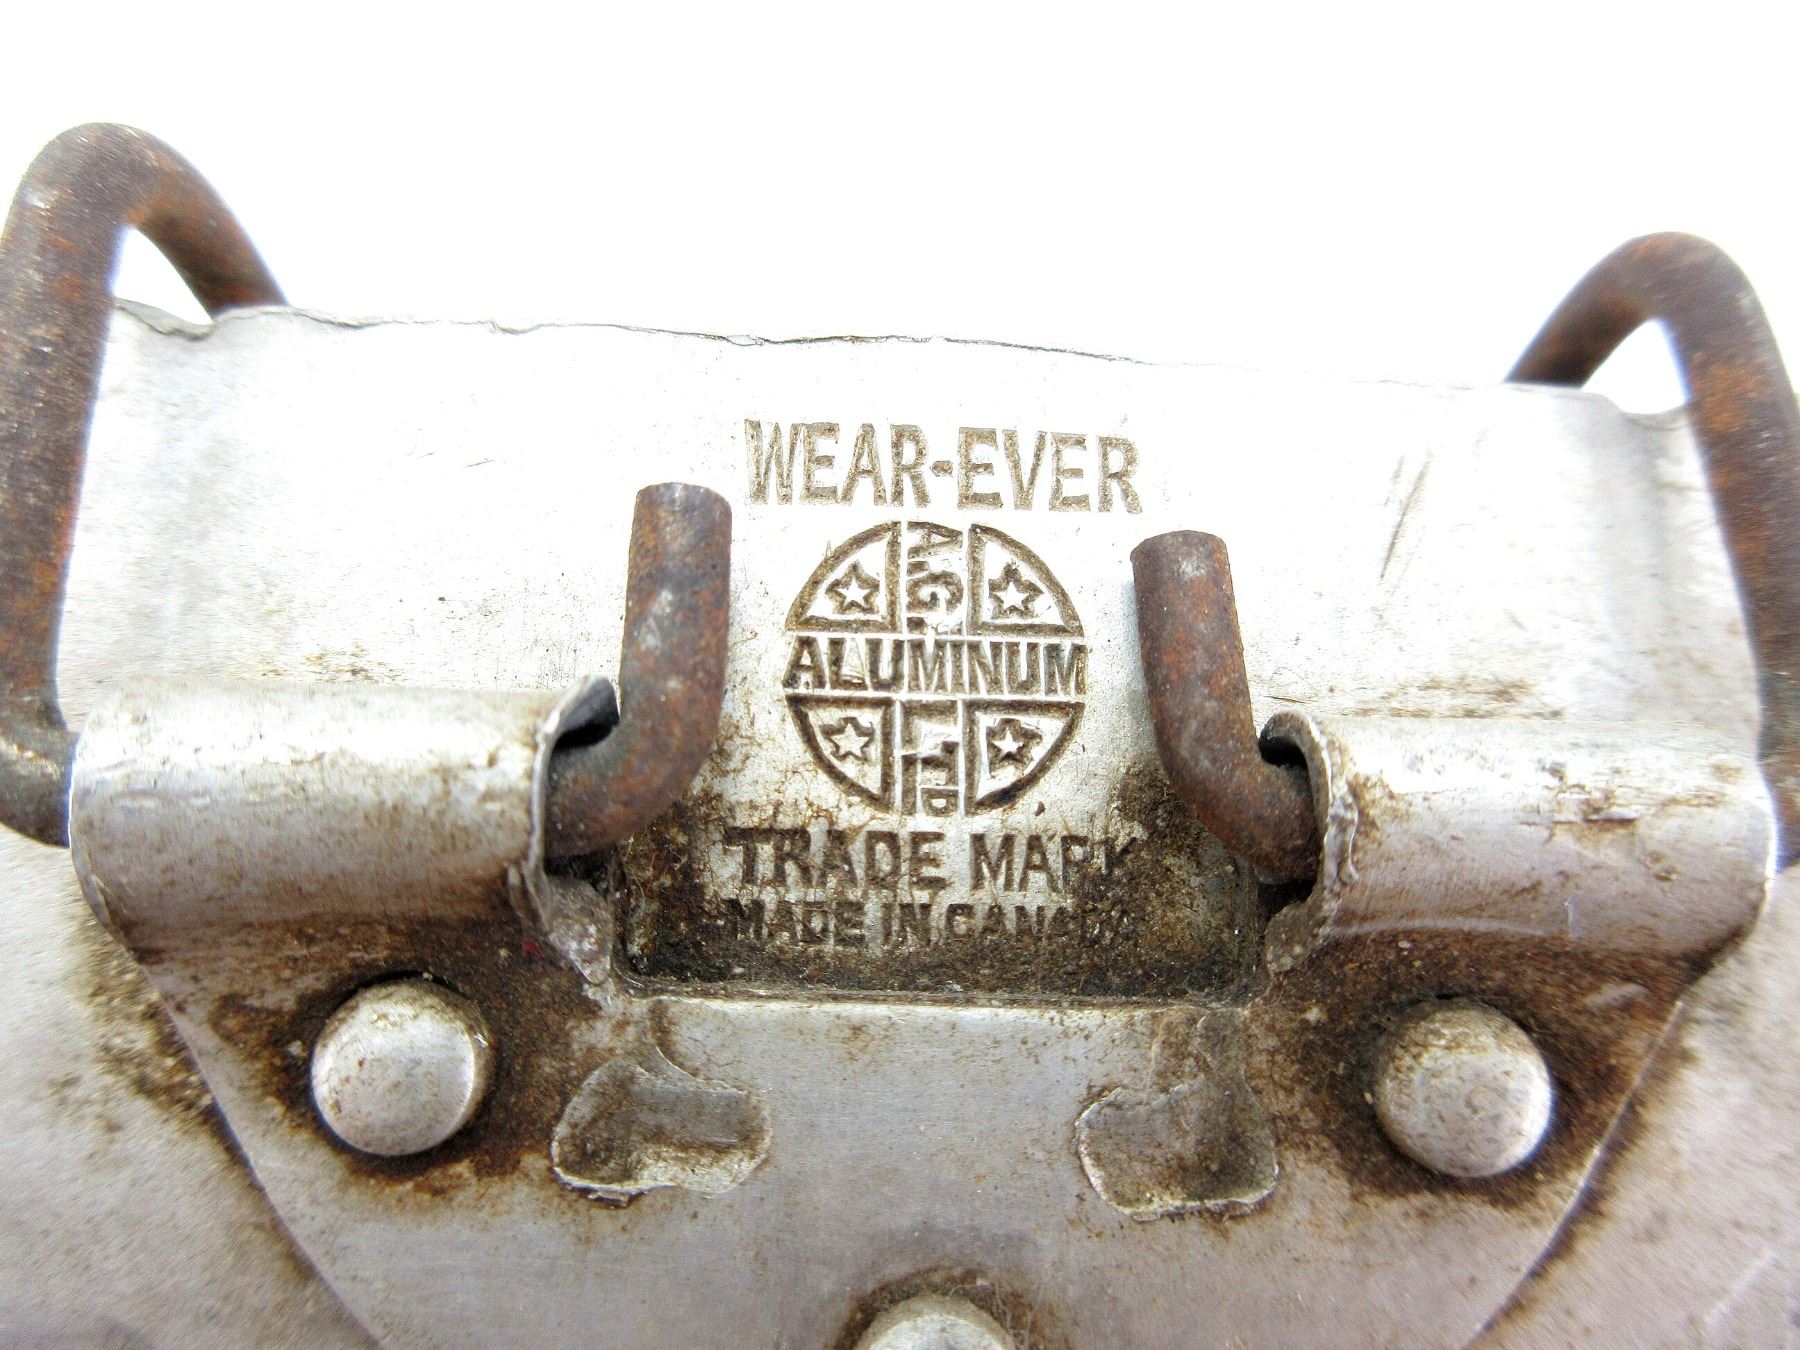 WEAR-EVER
A.G.
ALUMINUM
TRADE MARK
MADE IN CANADA